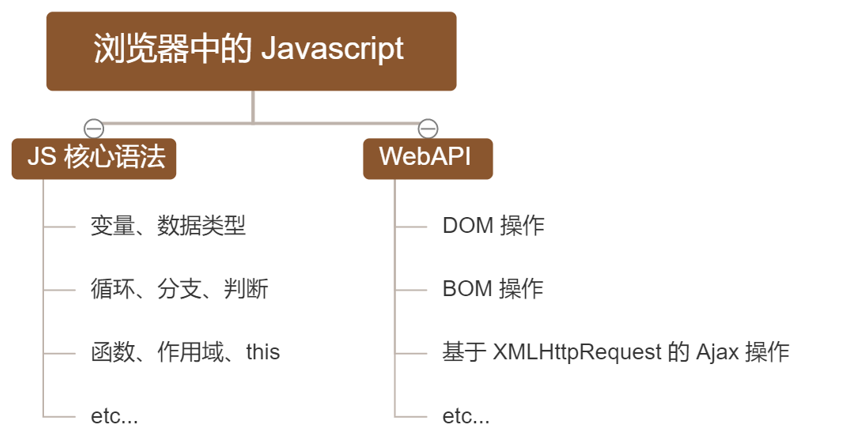 浏览器中的 Javascript
JS 核心语法
变量、数据类型
循环、分支、判断
函数、作用域、this
etc...
WebAPI
DOM 操作
BOM 操作
基于 XMLHttpRequest 的 Ajax 操作
etc...